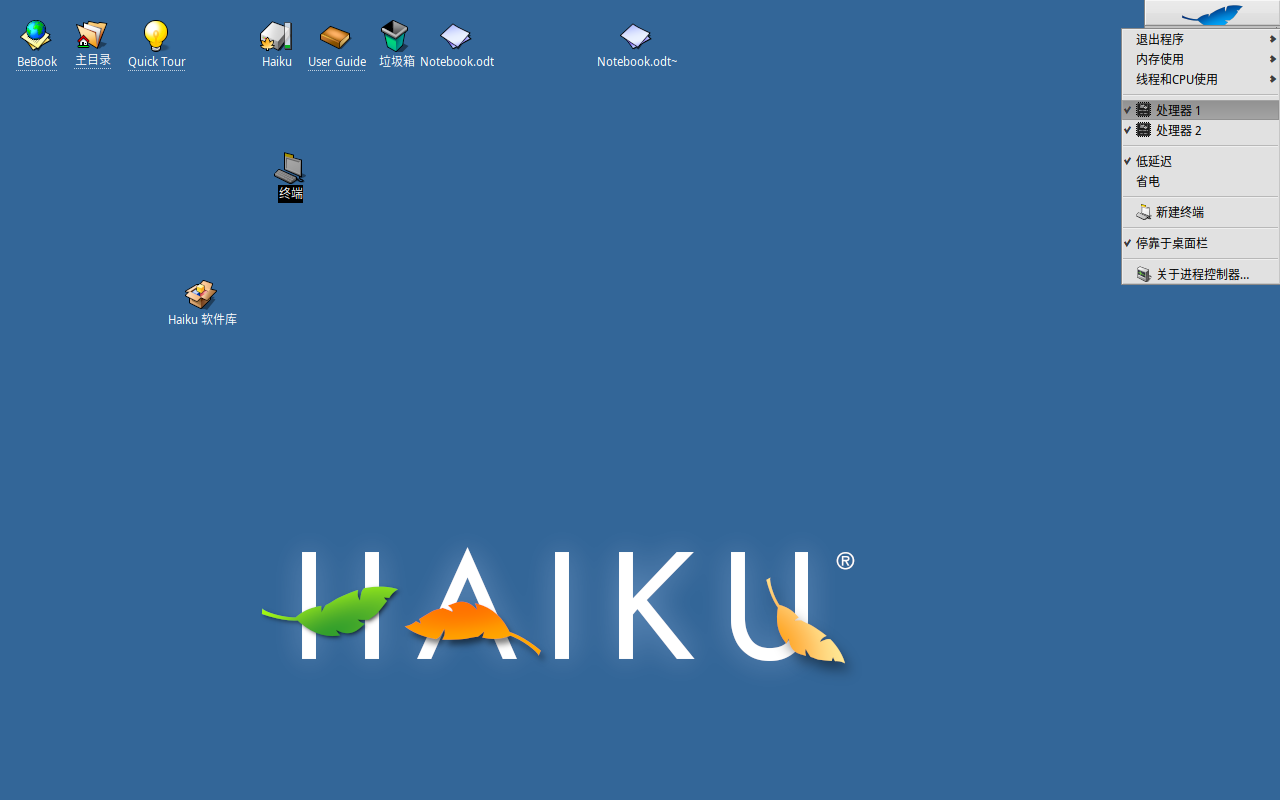 BeBook
主目录
Quick Tour
Haiku
User Guide
垃圾箱
Notebook.odt
Notebook.odt~
终端
Haiku 软件库
退出程序
内存使用
线程和CPU使用
处理器 1
处理器 2
低延迟
省电
新建终端
停靠于桌面栏
关于进程控制器...
HAIKU®